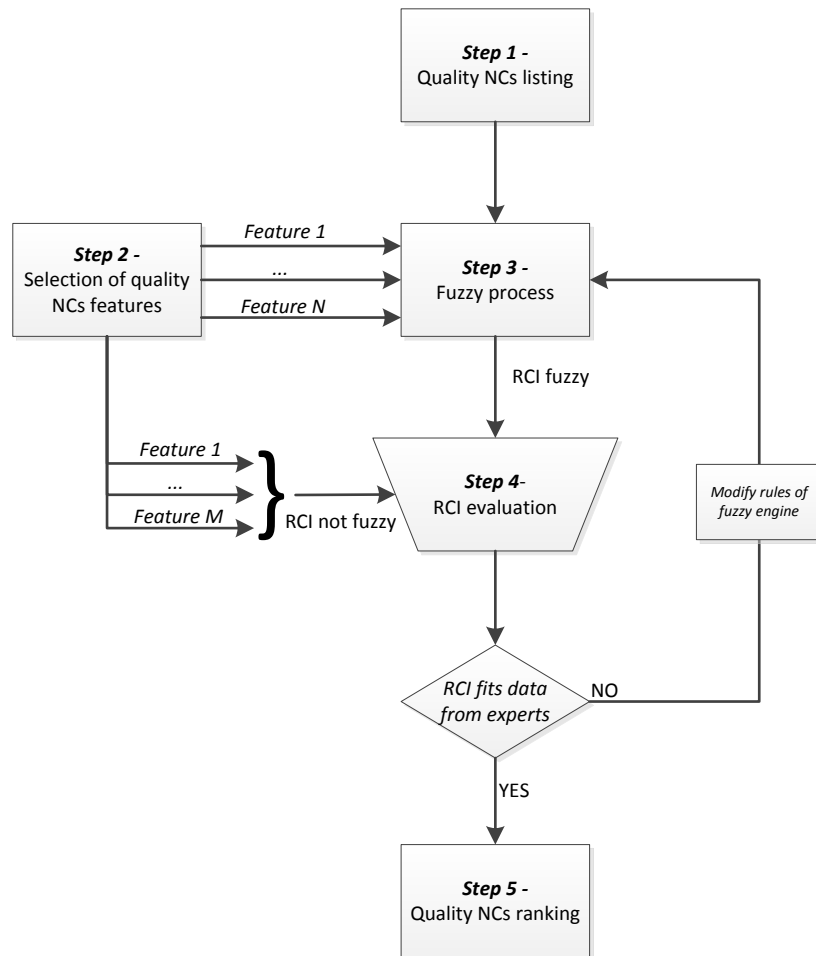 Step 1 -
Quality NCs listing
Step 2 -
Selection of quality
NCs features
Feature 1
...
Feature N
Step 3 -
Fuzzy process
RCI fuzzy
Feature 1
...
Feature M
}
RCI not fuzzy
Step 4-
RCI evaluation
Modify rules of
fuzzy engine
RCI fits data
from experts
NO
YES
Step 5 -
Quality NCs ranking